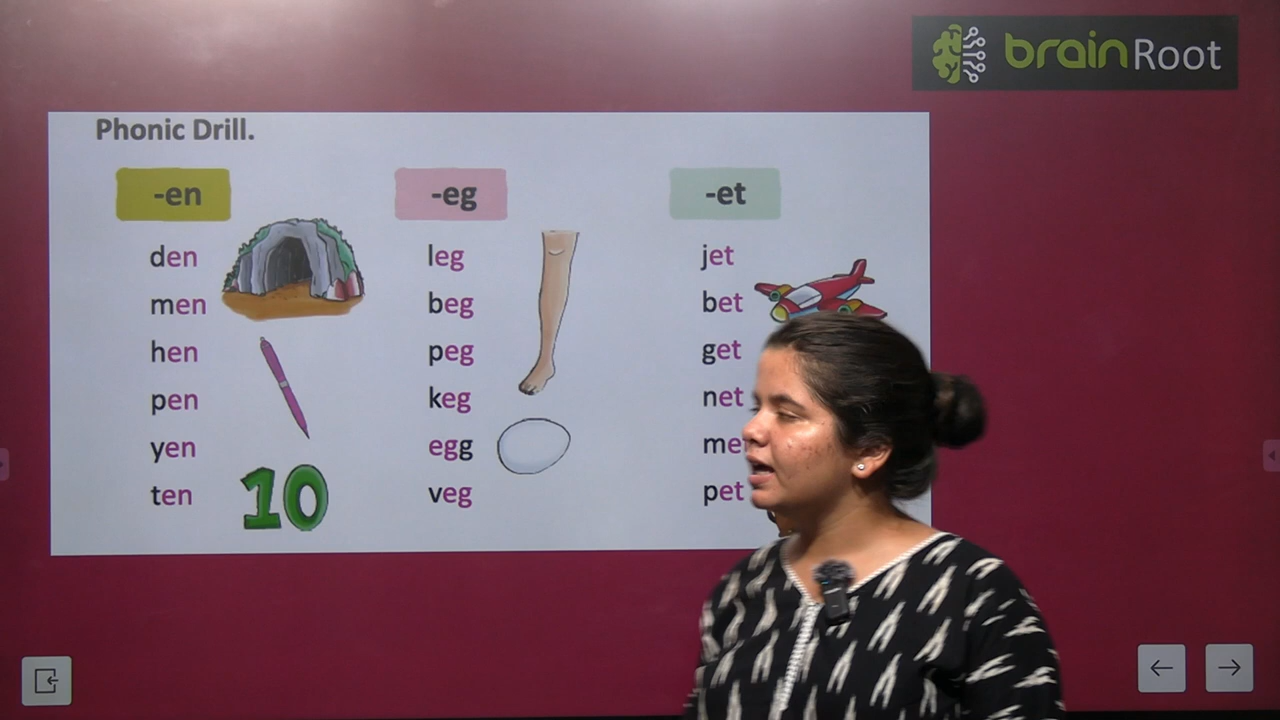 brainRoot
Phonic Drill.
-en
den
men
hen
pen
yen
ten
10
-eg
leg
beg
peg
keg
egg
veg
-et
jet
bet
get
net
pet